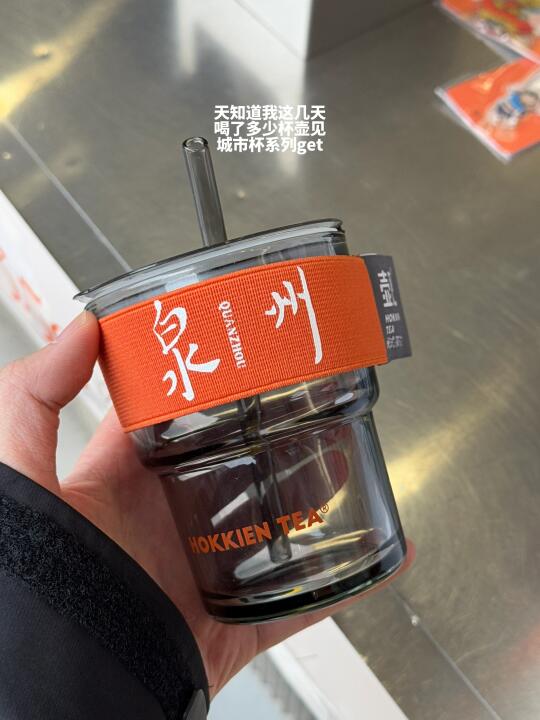 天知道我这几天
喝了多少杯壶见
城市杯系列get
泉州
QUANZHOU
HOKKIEN
TEA
HOKKIEN TEA®